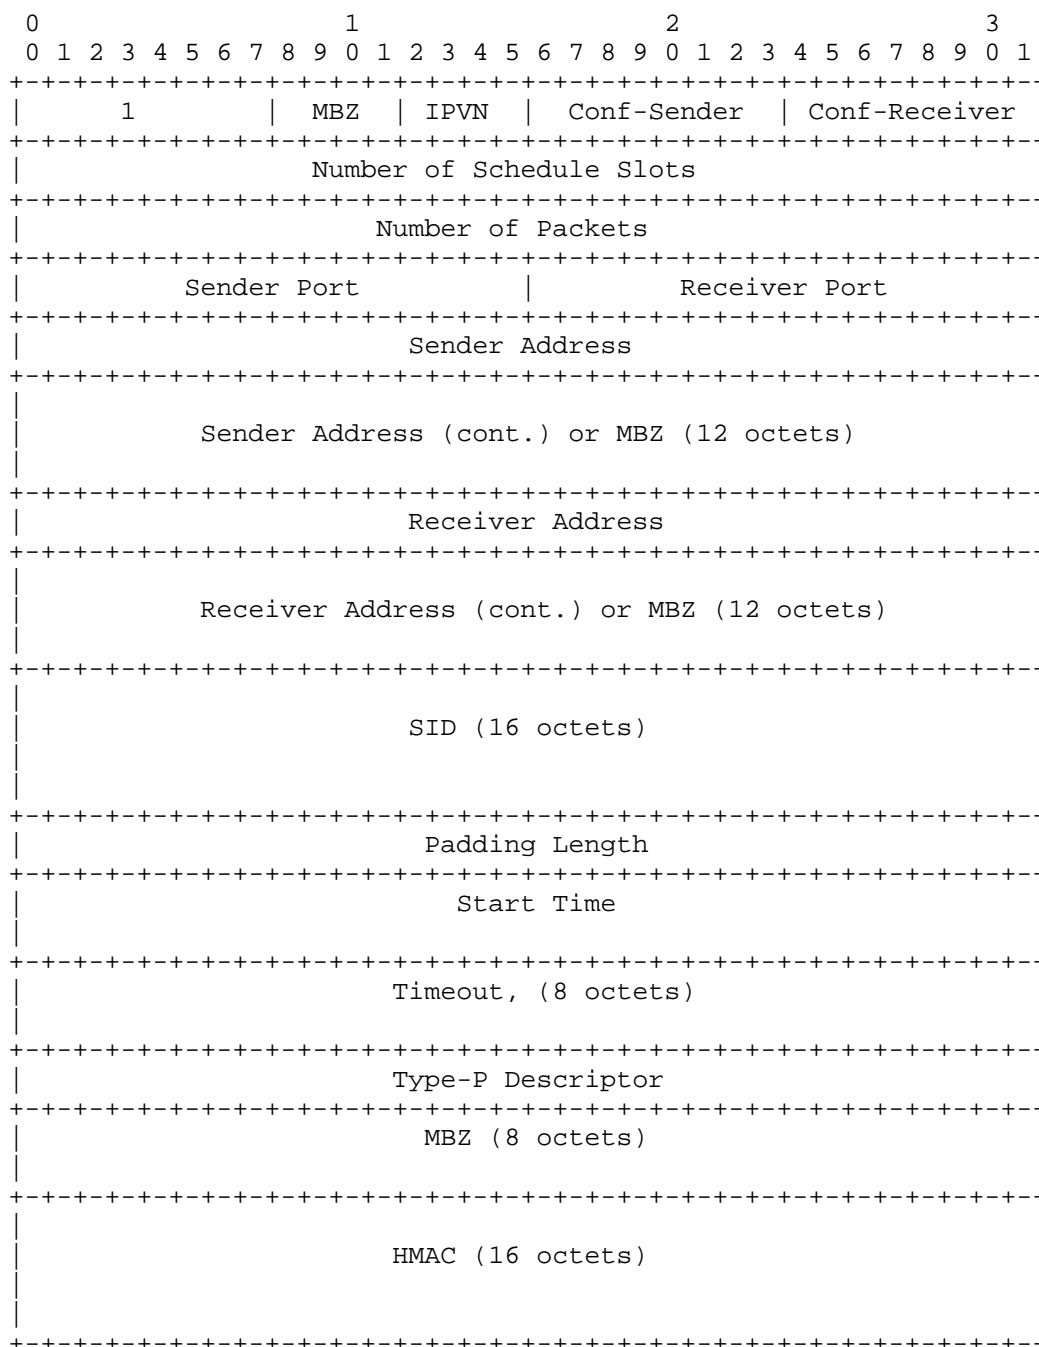 0                   1                   2                   3
0 1 2 3 4 5 6 7 8 9 0 1 2 3 4 5 6 7 8 9 0 1 2 3 4 5 6 7 8 9 0 1
+-+-+-+-+-+-+-+-+-+-+-+-+-+-+-+-+-+-+-+-+-+-+-+-+-+-+-+-+-+-+-+--
|      1        |  MBZ  | IPVN  |  Conf-Sender  | Conf-Receiver
+-+-+-+-+-+-+-+-+-+-+-+-+-+-+-+-+-+-+-+-+-+-+-+-+-+-+-+-+-+-+-+--
|                  Number of Schedule Slots
+-+-+-+-+-+-+-+-+-+-+-+-+-+-+-+-+-+-+-+-+-+-+-+-+-+-+-+-+-+-+-+--
|                      Number of Packets
+-+-+-+-+-+-+-+-+-+-+-+-+-+-+-+-+-+-+-+-+-+-+-+-+-+-+-+-+-+-+-+--
|          Sender Port          |         Receiver Port
+-+-+-+-+-+-+-+-+-+-+-+-+-+-+-+-+-+-+-+-+-+-+-+-+-+-+-+-+-+-+-+--
|                        Sender Address
+-+-+-+-+-+-+-+-+-+-+-+-+-+-+-+-+-+-+-+-+-+-+-+-+-+-+-+-+-+-+-+--
|
|           Sender Address (cont.) or MBZ (12 octets)
|
+-+-+-+-+-+-+-+-+-+-+-+-+-+-+-+-+-+-+-+-+-+-+-+-+-+-+-+-+-+-+-+--
|                        Receiver Address
+-+-+-+-+-+-+-+-+-+-+-+-+-+-+-+-+-+-+-+-+-+-+-+-+-+-+-+-+-+-+-+--
|
|           Receiver Address (cont.) or MBZ (12 octets)
|
+-+-+-+-+-+-+-+-+-+-+-+-+-+-+-+-+-+-+-+-+-+-+-+-+-+-+-+-+-+-+-+--
|
|                        SID (16 octets)
|
|
+-+-+-+-+-+-+-+-+-+-+-+-+-+-+-+-+-+-+-+-+-+-+-+-+-+-+-+-+-+-+-+--
|                         Padding Length
+-+-+-+-+-+-+-+-+-+-+-+-+-+-+-+-+-+-+-+-+-+-+-+-+-+-+-+-+-+-+-+--
|                           Start Time
|
+-+-+-+-+-+-+-+-+-+-+-+-+-+-+-+-+-+-+-+-+-+-+-+-+-+-+-+-+-+-+-+--
|                       Timeout, (8 octets)
|
+-+-+-+-+-+-+-+-+-+-+-+-+-+-+-+-+-+-+-+-+-+-+-+-+-+-+-+-+-+-+-+--
|                       Type-P Descriptor
+-+-+-+-+-+-+-+-+-+-+-+-+-+-+-+-+-+-+-+-+-+-+-+-+-+-+-+-+-+-+-+--
|                         MBZ (8 octets)
|
+-+-+-+-+-+-+-+-+-+-+-+-+-+-+-+-+-+-+-+-+-+-+-+-+-+-+-+-+-+-+-+--
|
|                       HMAC (16 octets)
|
|
+-+-+-+-+-+-+-+-+-+-+-+-+-+-+-+-+-+-+-+-+-+-+-+-+-+-+-+-+-+-+-+--